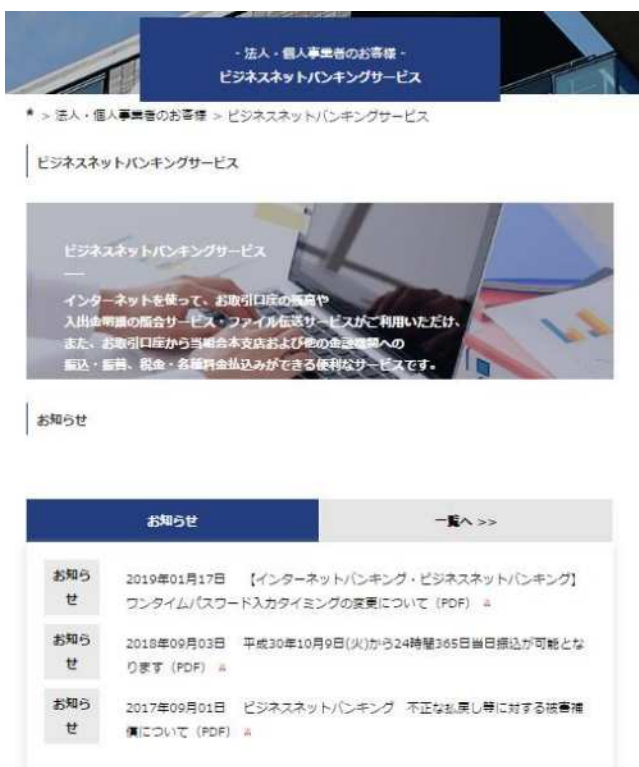 - 法人・個人事業者のお客様 -
ビジネスネットバンキングサービス
* > 法人・個人事業者のお客様 > ビジネスネットバンキングサービス
ビジネスネットバンキングサービス
ビジネスネットバンキングサービス
インターネットを使って、お取引口座の残高や
入出金明細の照会サービス・ファイル伝送サービスがご利用いただけ、
また、お取引口座から当組合本支店および他の金融機関への
振込・振替、税金・各種料金払込みができる便利なサービスです。
お知らせ
お知らせ 一覧へ >>
お知ら
せ
2019年01月17日 【インターネットバンキング・ビジネスネットバンキング】
ワンタイムパスワード入力タイミングの変更について（PDF）
お知ら
せ
2018年09月03日 平成30年10月9日(火)から24時間365日当日振込が可能とな
ります（PDF）
お知ら
せ
2017年09月01日 ビジネスネットバンキング 不正な払戻し等に対する被害補
償について（PDF）